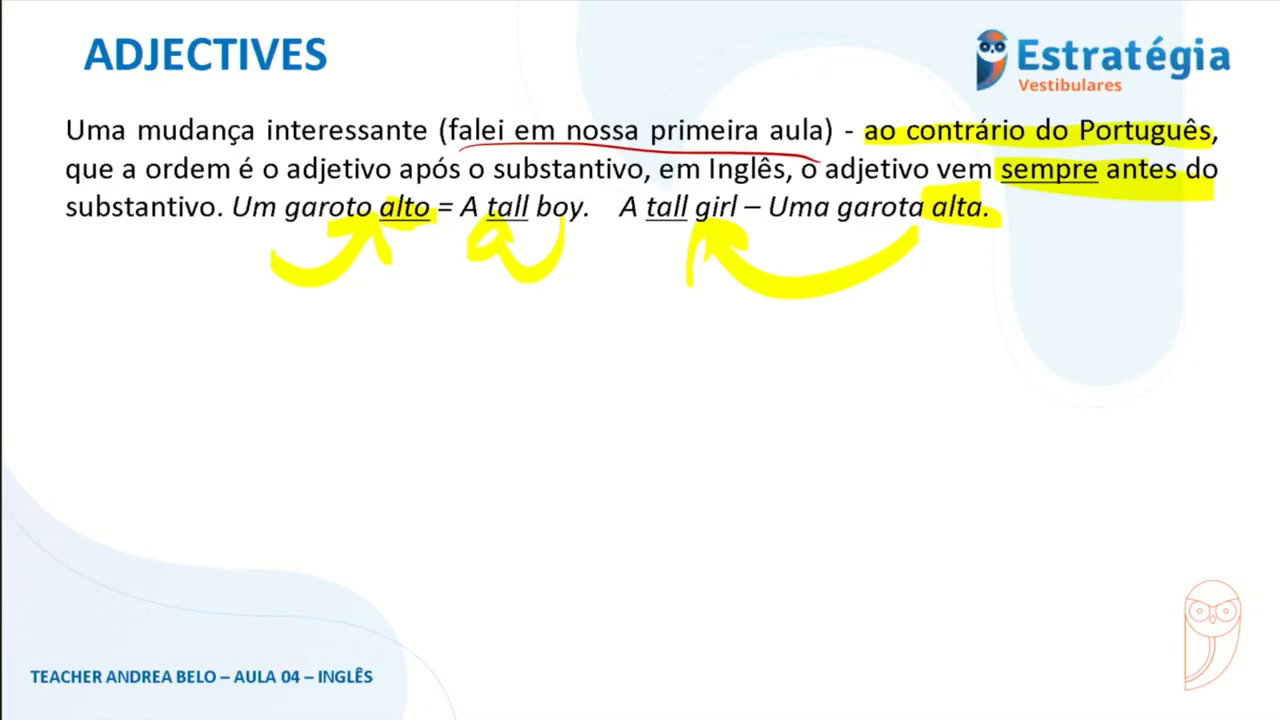 ADJECTIVES
Estratégia
Vestibulares
Uma mudança interessante (falei em nossa primeira aula) - ao contrário do Português,
que a ordem é o adjetivo após o substantivo, em Inglês, o adjetivo vem sempre antes do
substantivo. Um garoto alto = A tall boy. A tall girl – Uma garota alta.
TEACHER ANDREA BELO – AULA 04 – INGLÊS